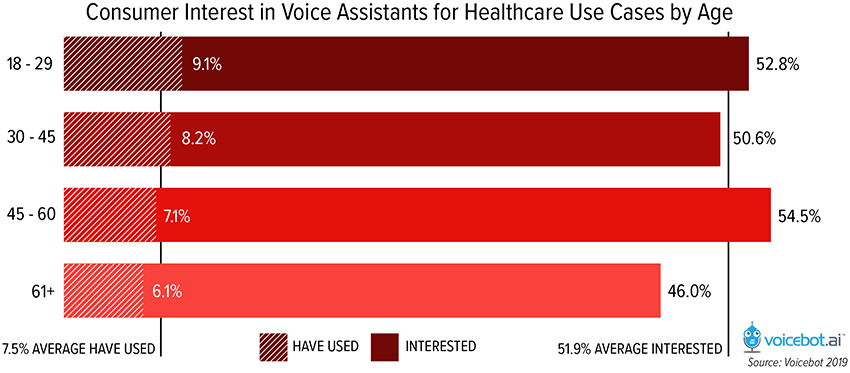 Consumer Interest in Voice Assistants for Healthcare Use Cases by Age
18 - 29
9.1%
52.8%
30 - 45
8.2%
50.6%
45 - 60
7.1%
54.5%
61+
6.1%
46.0%
7.5% AVERAGE HAVE USED
HAVE USED
INTERESTED
51.9% AVERAGE INTERESTED
voicebot.ai™
Source: Voicebot 2019